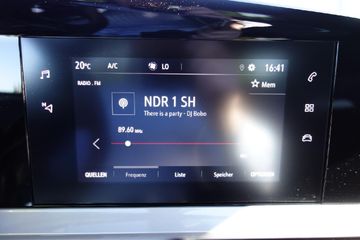 20°C A/C LO 16:41
RADIO . FM
Mem
NDR 1 SH
There is a party - DJ Bobo
89.60 MHz
M
QUELLEN Frequenz Liste Speicher OPTIONEN